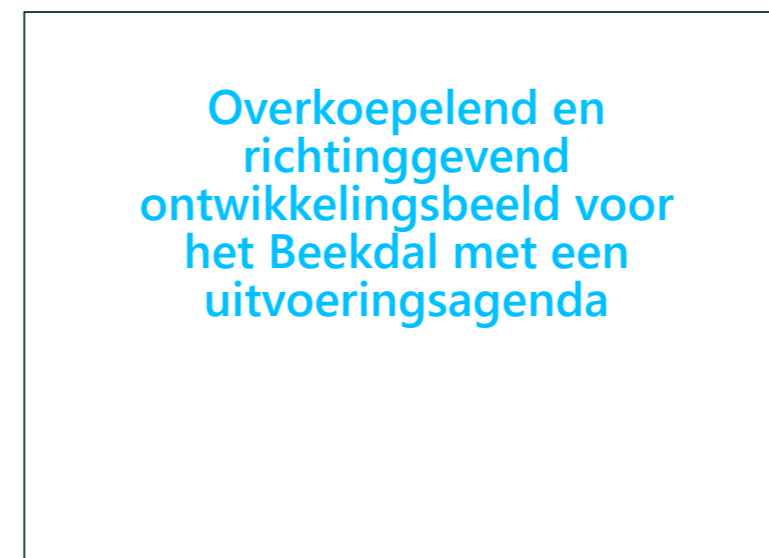 Overkoepelend en
richtinggevend
ontwikkelingsbeeld voor
het Beekdal met een
uitvoeringsagenda